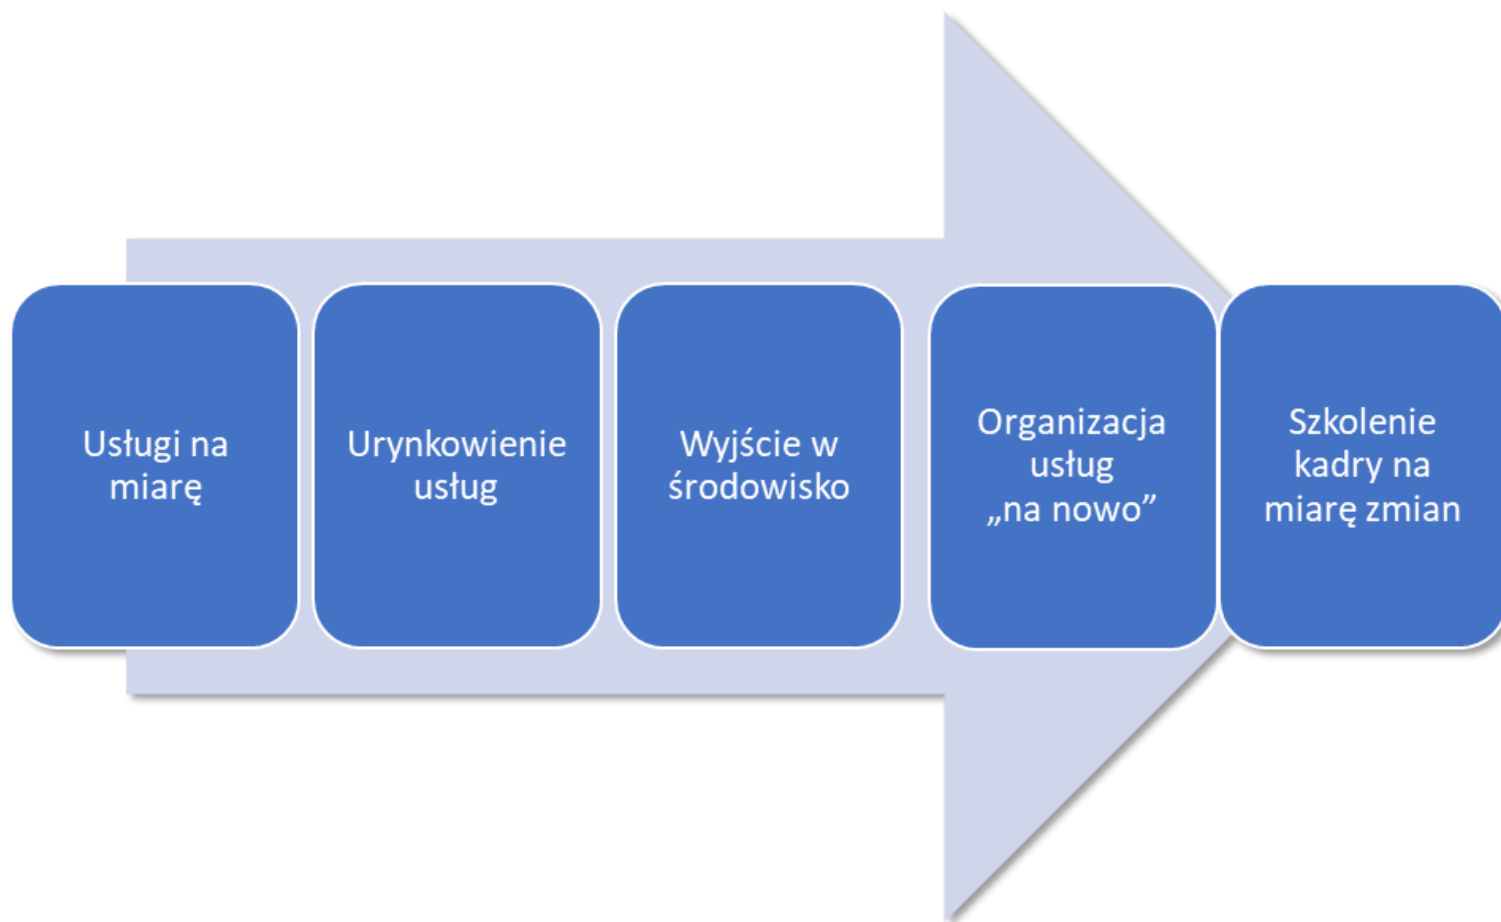 Usługi na
miarę
Urynkowienie
usług
Wyjście w
środowisko
Organizacja
usług
„na nowo”
Szkolenie
kadry na
miarę zmian